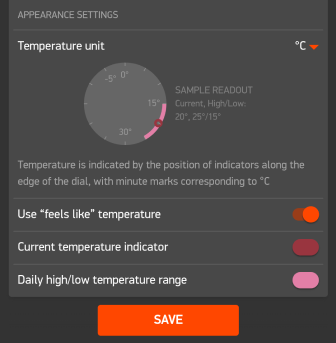 APPEARANCE SETTINGS
Temperature unit
°C
-5° 0°
15°
30°
SAMPLE READOUT
Current, High/Low:
20°, 25°/15°
Temperature is indicated by the position of indicators along the
edge of the dial, with minute marks corresponding to °C
Use “feels like” temperature
Current temperature indicator
Daily high/low temperature range
SAVE